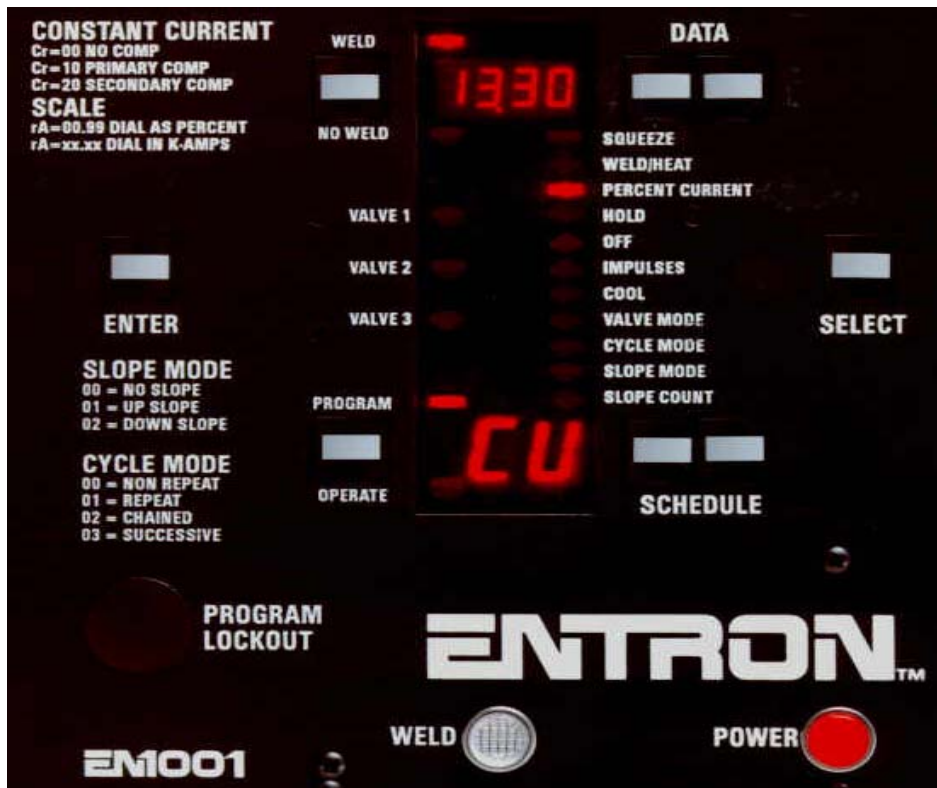 CONSTANT CURRENT
Cr=00 NO COMP
Cr=10 PRIMARY COMP
Cr=20 SECONDARY COMP
SCALE
rA=00.99 DIAL AS PERCENT
rA=xx.xx DIAL IN K-AMPS
WELD
NO WELD
13.30
DATA
SQUEEZE
WELD/HEAT
PERCENT CURRENT
HOLD
OFF
IMPULSES
COOL
VALVE MODE
CYCLE MODE
SLOPE MODE
SLOPE COUNT
VALVE 1
VALVE 2
VALVE 3
ENTER
SELECT
SLOPE MODE
00 = NO SLOPE
01 = UP SLOPE
02 = DOWN SLOPE
PROGRAM
OPERATE
CU
SCHEDULE
CYCLE MODE
00 = NON REPEAT
01 = REPEAT
02 = CHAINED
03 = SUCCESSIVE
PROGRAM
LOCKOUT
ENTRON™
WELD
POWER
EN1001